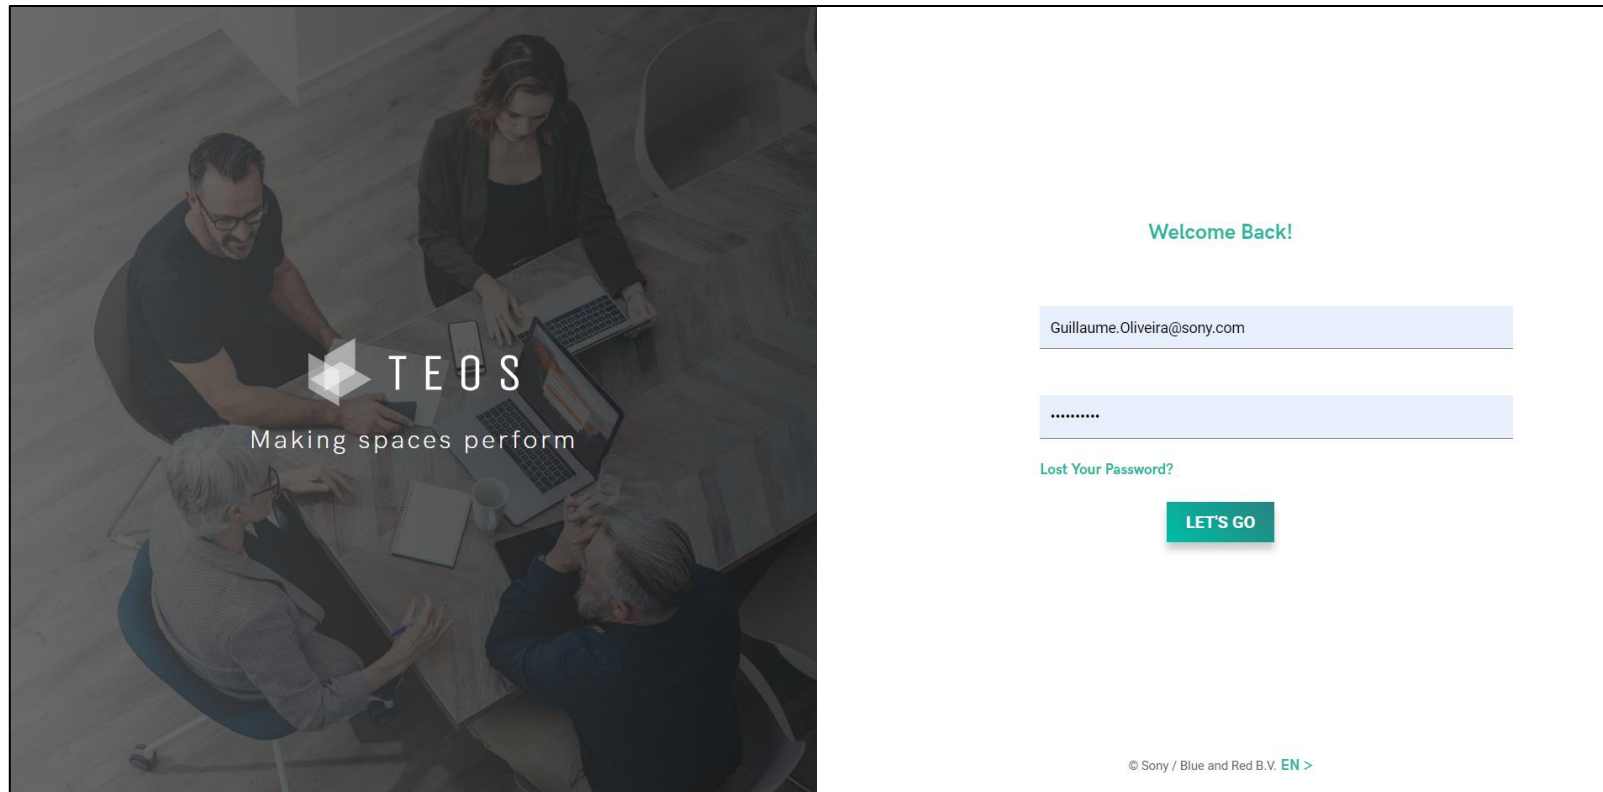 TEOS
Making spaces perform
Welcome Back!
Guillaume.Oliveira@sony.com
••••••••••
Lost Your Password?
LET'S GO
© Sony / Blue and Red B.V. EN >